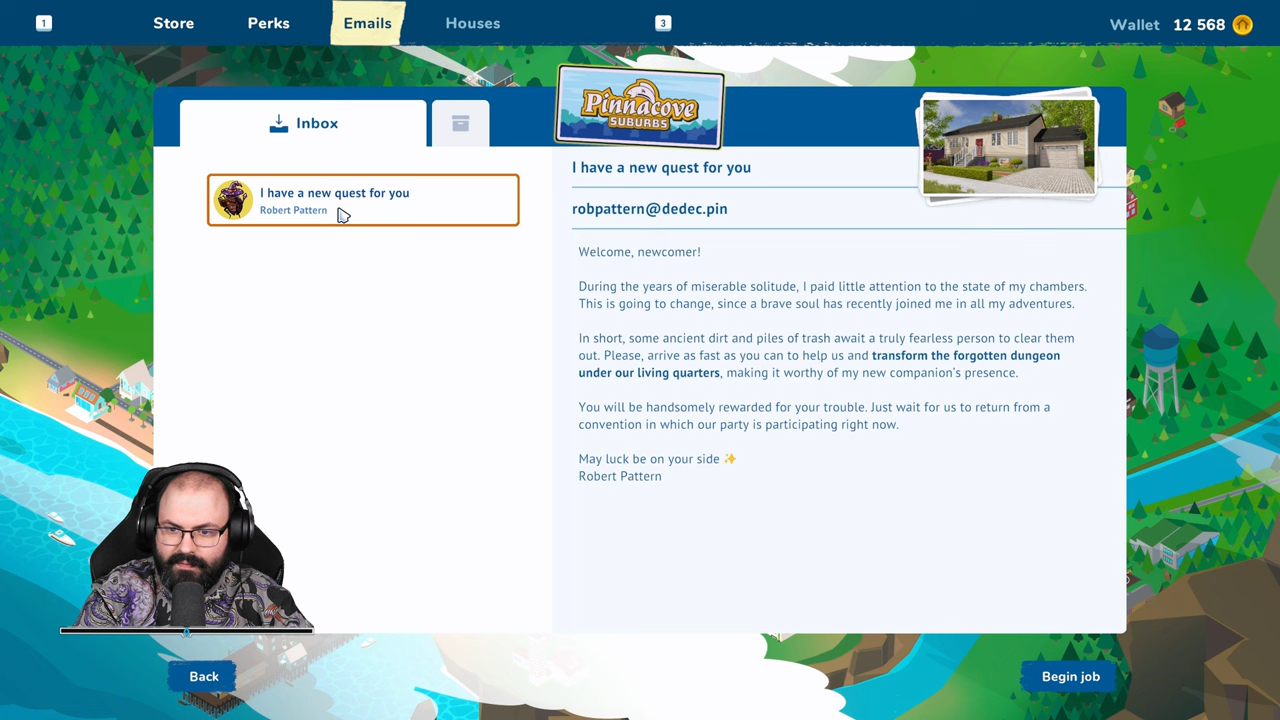 1
Store
Perks
Emails
Houses
3
Wallet
12 568
Inbox
Pinnacove
SUBURBS
I have a new quest for you
Robert Pattern
I have a new quest for you
robpattern@dedec.pin
Welcome, newcomer!
During the years of miserable solitude, I paid little attention to the state of my chambers.
This is going to change, since a brave soul has recently joined me in all my adventures.
In short, some ancient dirt and piles of trash await a truly fearless person to clear them
out. Please, arrive as fast as you can to help us and transform the forgotten dungeon
under our living quarters, making it worthy of my new companion's presence.
You will be handsomely rewarded for your trouble. Just wait for us to return from a
convention in which our party is participating right now.
May luck be on your side ✨
Robert Pattern
Back
Begin job